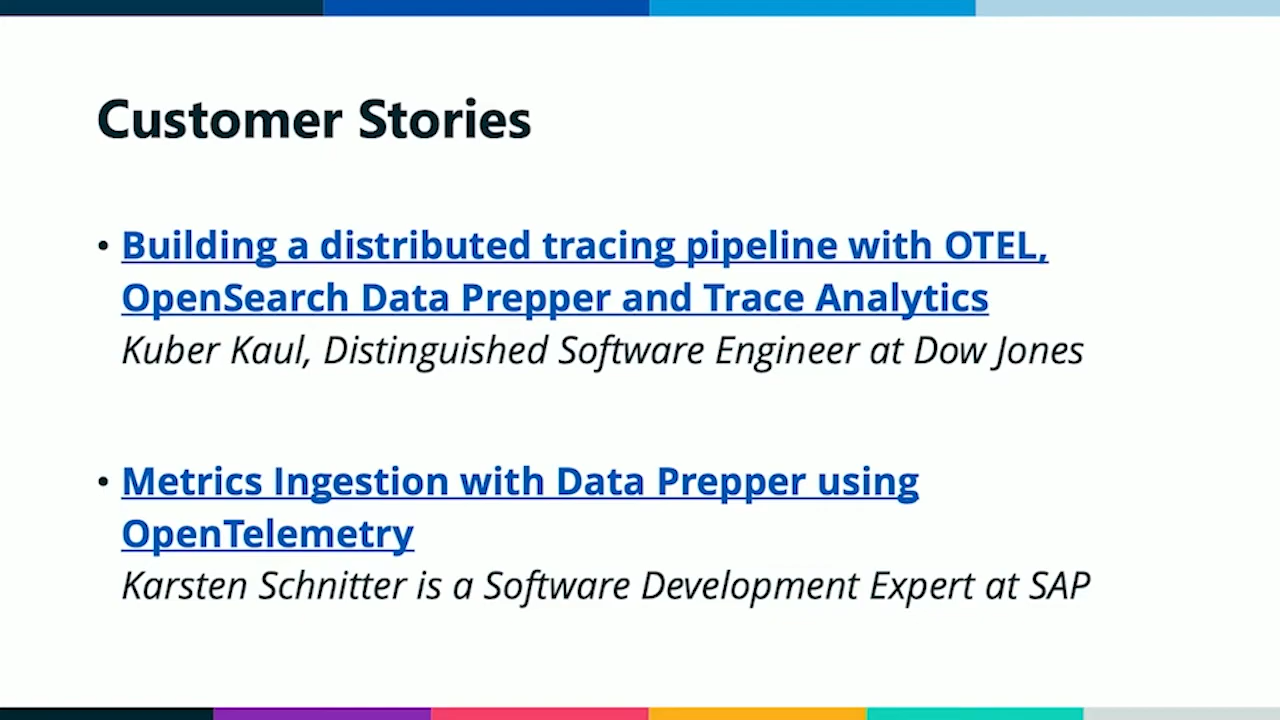 Customer Stories
• Building a distributed tracing pipeline with OTEL,
OpenSearch Data Prepper and Trace Analytics
Kuber Kaul, Distinguished Software Engineer at Dow Jones
• Metrics Ingestion with Data Prepper using
OpenTelemetry
Karsten Schnitter is a Software Development Expert at SAP